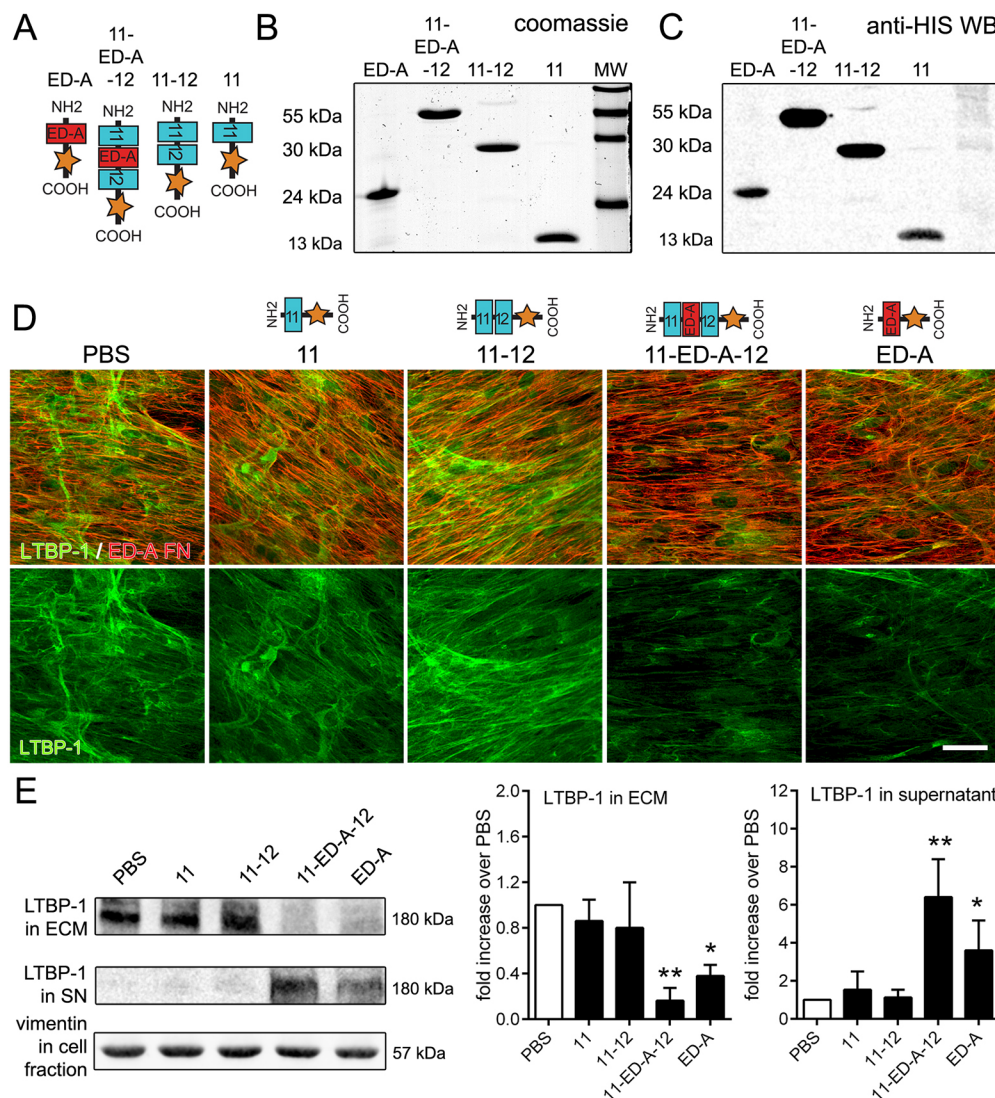 A
ED-A
11-
ED-A
-12
11-12
11
NH2
NH2
NH2
NH2
ED-A
11
ED-A
12
11
12
11
COOH
COOH
COOH
COOH
B
coomassie
ED-A
11-
ED-A
-12
11-12
11
MW
55 kDa
30 kDa
24 kDa
13 kDa
C
anti-HIS WB
ED-A
11-
ED-A
-12
11-12
11
55 kDa
30 kDa
24 kDa
13 kDa
D
NH2
11
COOH
NH2
11
12
COOH
NH2
11
ED-A
12
COOH
NH2
ED-A
COOH
PBS
11
11-12
11-ED-A-12
ED-A
LTBP-1 / ED-A FN
LTBP-1
E
PBS
11
11-12
11-ED-A-12
ED-A
LTBP-1
in ECM
180 kDa
LTBP-1
in SN
180 kDa
vimentin
in cell
fraction
57 kDa
LTBP-1 in ECM
fold increase over PBS
2.0
1.6
1.2
0.8
0.4
0.0
**
*
PBS
11
11-12
11-ED-A-12
ED-A
LTBP-1 in supernatant
fold increase over PBS
12
10
8
6
4
2
0
**
*
PBS
11
11-12
11-ED-A-12
ED-A